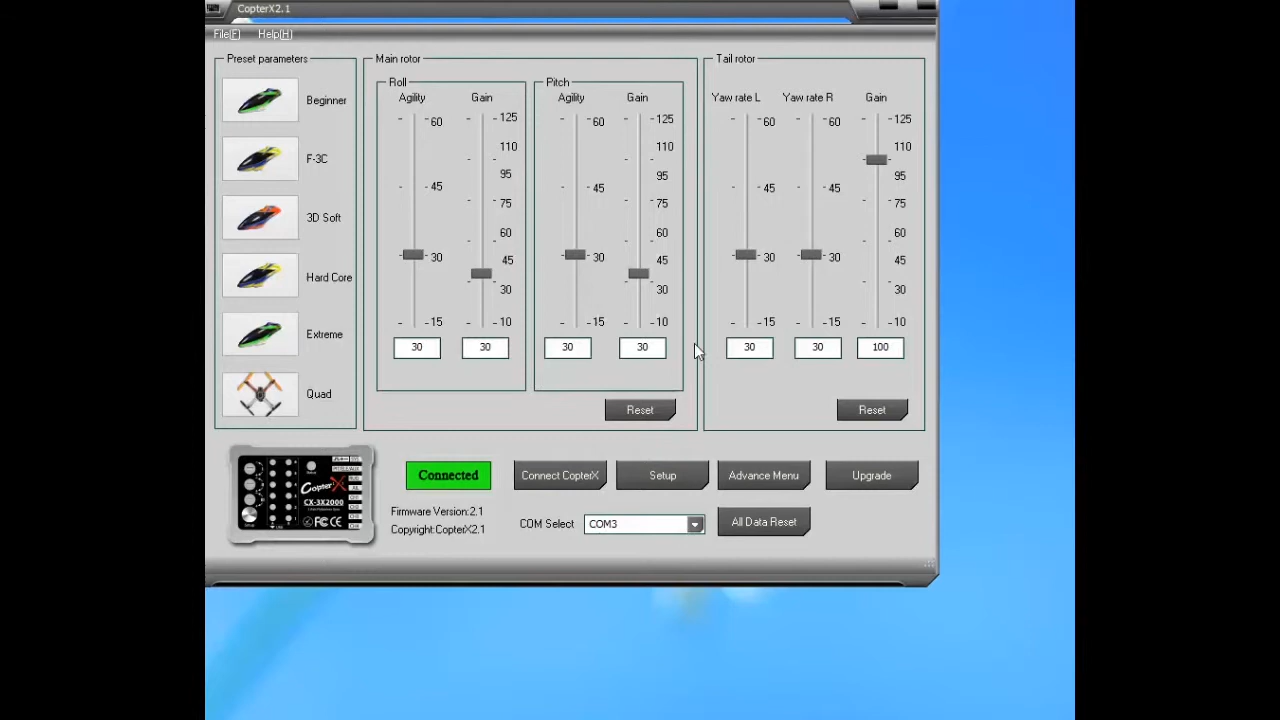 CopterX2.1
File(F) Help(H)
Preset parameters
Beginner
F-3C
3D Soft
Hard Core
Extreme
Quad
Main rotor
Roll
Agility Gain
60
45
30
15
125
110
95
75
60
45
30
10
30 30
Pitch
Agility Gain
60
45
30
15
125
110
95
75
60
45
30
10
30 30
Reset
Tail rotor
Yaw rate L Yaw rate R Gain
60
45
30
15
60
45
30
15
125
110
95
75
60
45
30
10
30 30 100
Reset
CopterX
CX-3X2000
FC CE
Connected
Connect CopterX
Setup
Advance Menu
Upgrade
Firmware Version:2.1
Copyright:CopterX2.1
COM Select COM3
All Data Reset